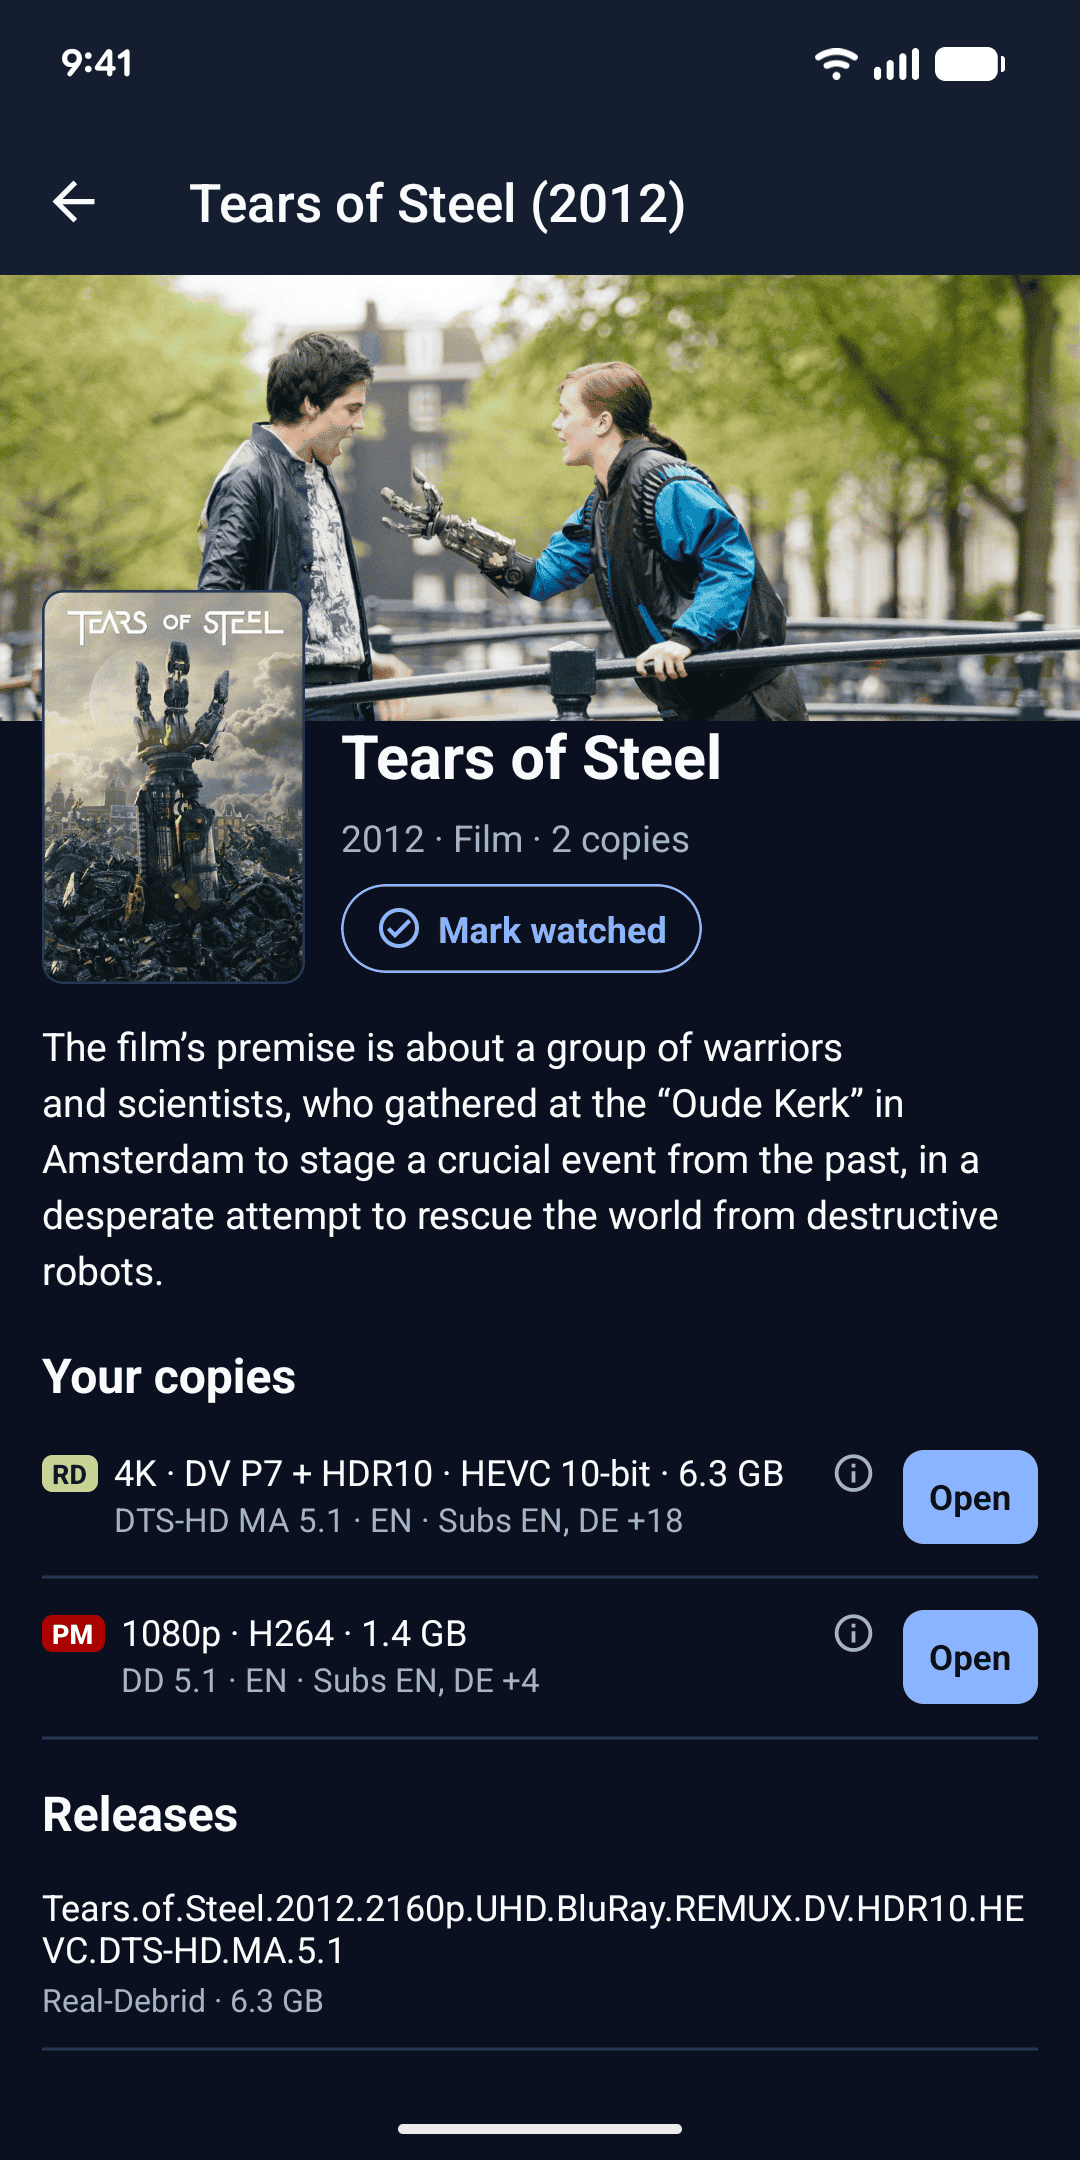 9:41
Tears of Steel (2012)
TEARS OF STEEL
Tears of Steel
2012 · Film · 2 copies
Mark watched
The film’s premise is about a group of warriors
and scientists, who gathered at the “Oude Kerk” in
Amsterdam to stage a crucial event from the past, in a
desperate attempt to rescue the world from destructive
robots.
Your copies
RD 4K · DV P7 + HDR10 · HEVC 10-bit · 6.3 GB
DTS-HD MA 5.1 · EN · Subs EN, DE +18
Open
PM 1080p · H264 · 1.4 GB
DD 5.1 · EN · Subs EN, DE +4
Open
Releases
Tears.of.Steel.2012.2160p.UHD.BluRay.REMUX.DV.HDR10.HE
VC.DTS-HD.MA.5.1
Real-Debrid · 6.3 GB